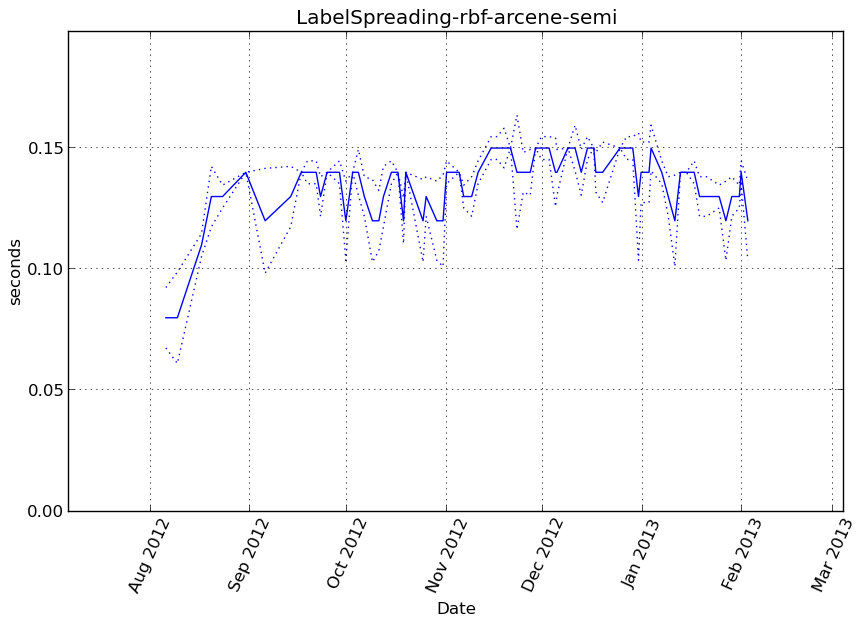 LabelSpreading-rbf-arcene-semi
seconds
0.15
0.10
0.05
0.00
Aug 2012
Sep 2012
Oct 2012
Nov 2012
Dec 2012
Jan 2013
Feb 2013
Mar 2013
Date